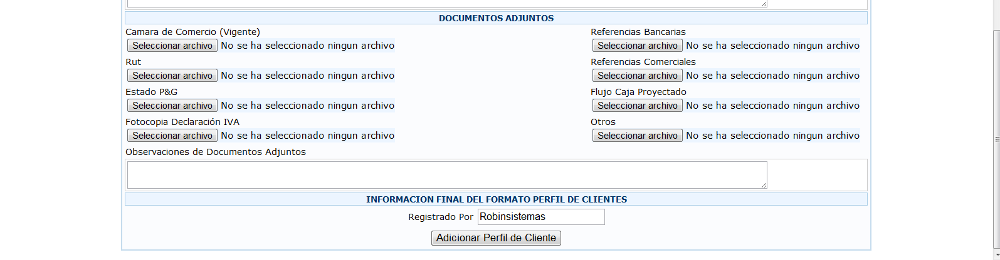 DOCUMENTOS ADJUNTOS
Camara de Comercio (Vigente) Referencias Bancarias
Seleccionar archivo No se ha seleccionado ningun archivo Seleccionar archivo No se ha seleccionado ningun archivo
Rut Referencias Comerciales
Seleccionar archivo No se ha seleccionado ningun archivo Seleccionar archivo No se ha seleccionado ningun archivo
Estado P&G Flujo Caja Proyectado
Seleccionar archivo No se ha seleccionado ningun archivo Seleccionar archivo No se ha seleccionado ningun archivo
Fotocopia Declaración IVA Otros
Seleccionar archivo No se ha seleccionado ningun archivo Seleccionar archivo No se ha seleccionado ningun archivo
Observaciones de Documentos Adjuntos
INFORMACION FINAL DEL FORMATO PERFIL DE CLIENTES
Registrado Por Robinsistemas
Adicionar Perfil de Cliente